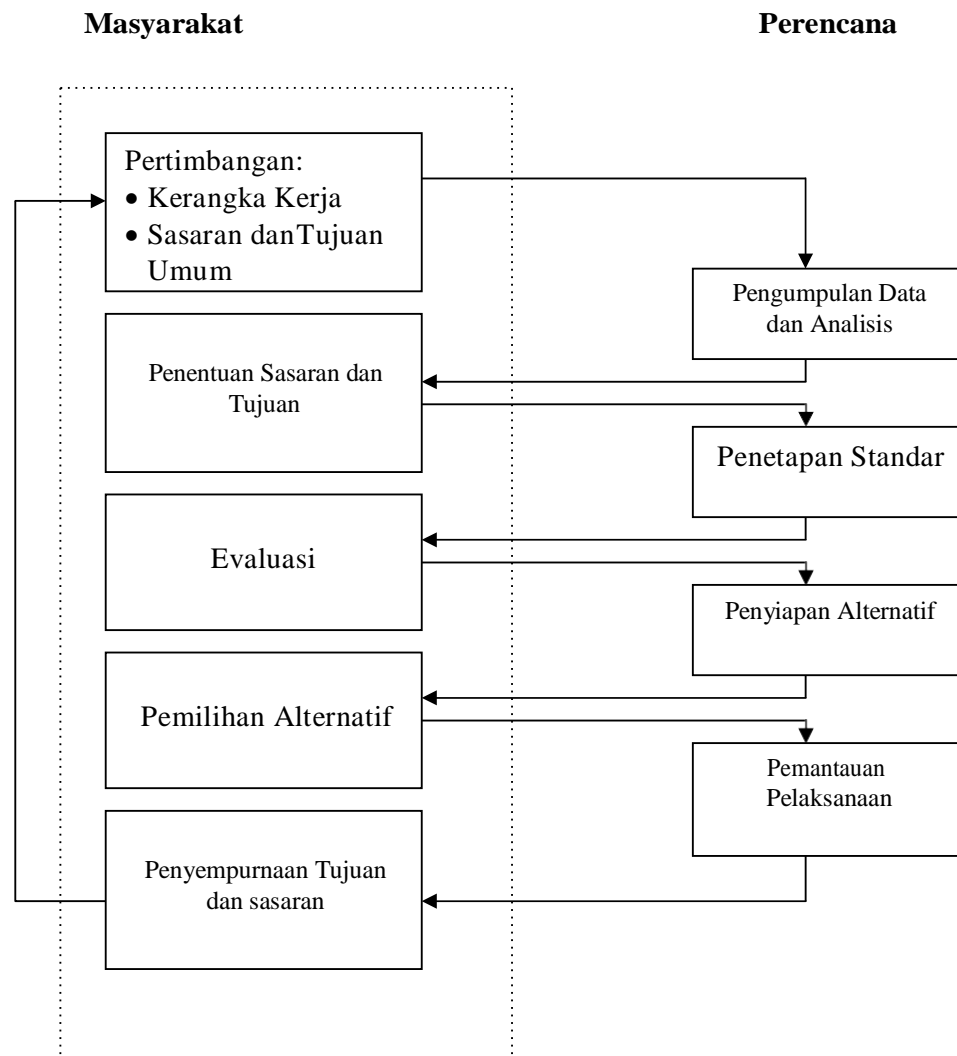 Masyarakat
Perencana
Pertimbangan:
• Kerangka Kerja
• Sasaran danTujuan
Umum
Pengumpulan Data
dan Analisis
Penentuan Sasaran dan
Tujuan
Penetapan Standar
Evaluasi
Penyiapan Alternatif
Pemilihan Alternatif
Pemantauan
Pelaksanaan
Penyempurnaan Tujuan
dan sasaran